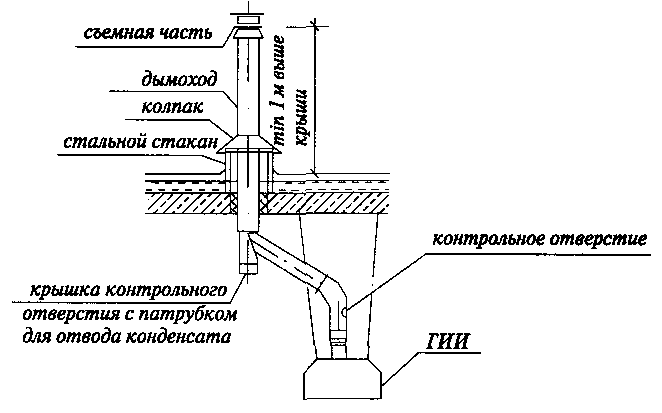 съемная часть
дымоход
колпак
стальной стакан
min 1 м выше
крыши
контрольное отверстие
крышка контрольного
отверстия с патрубком
для отвода конденсата
ГИИ